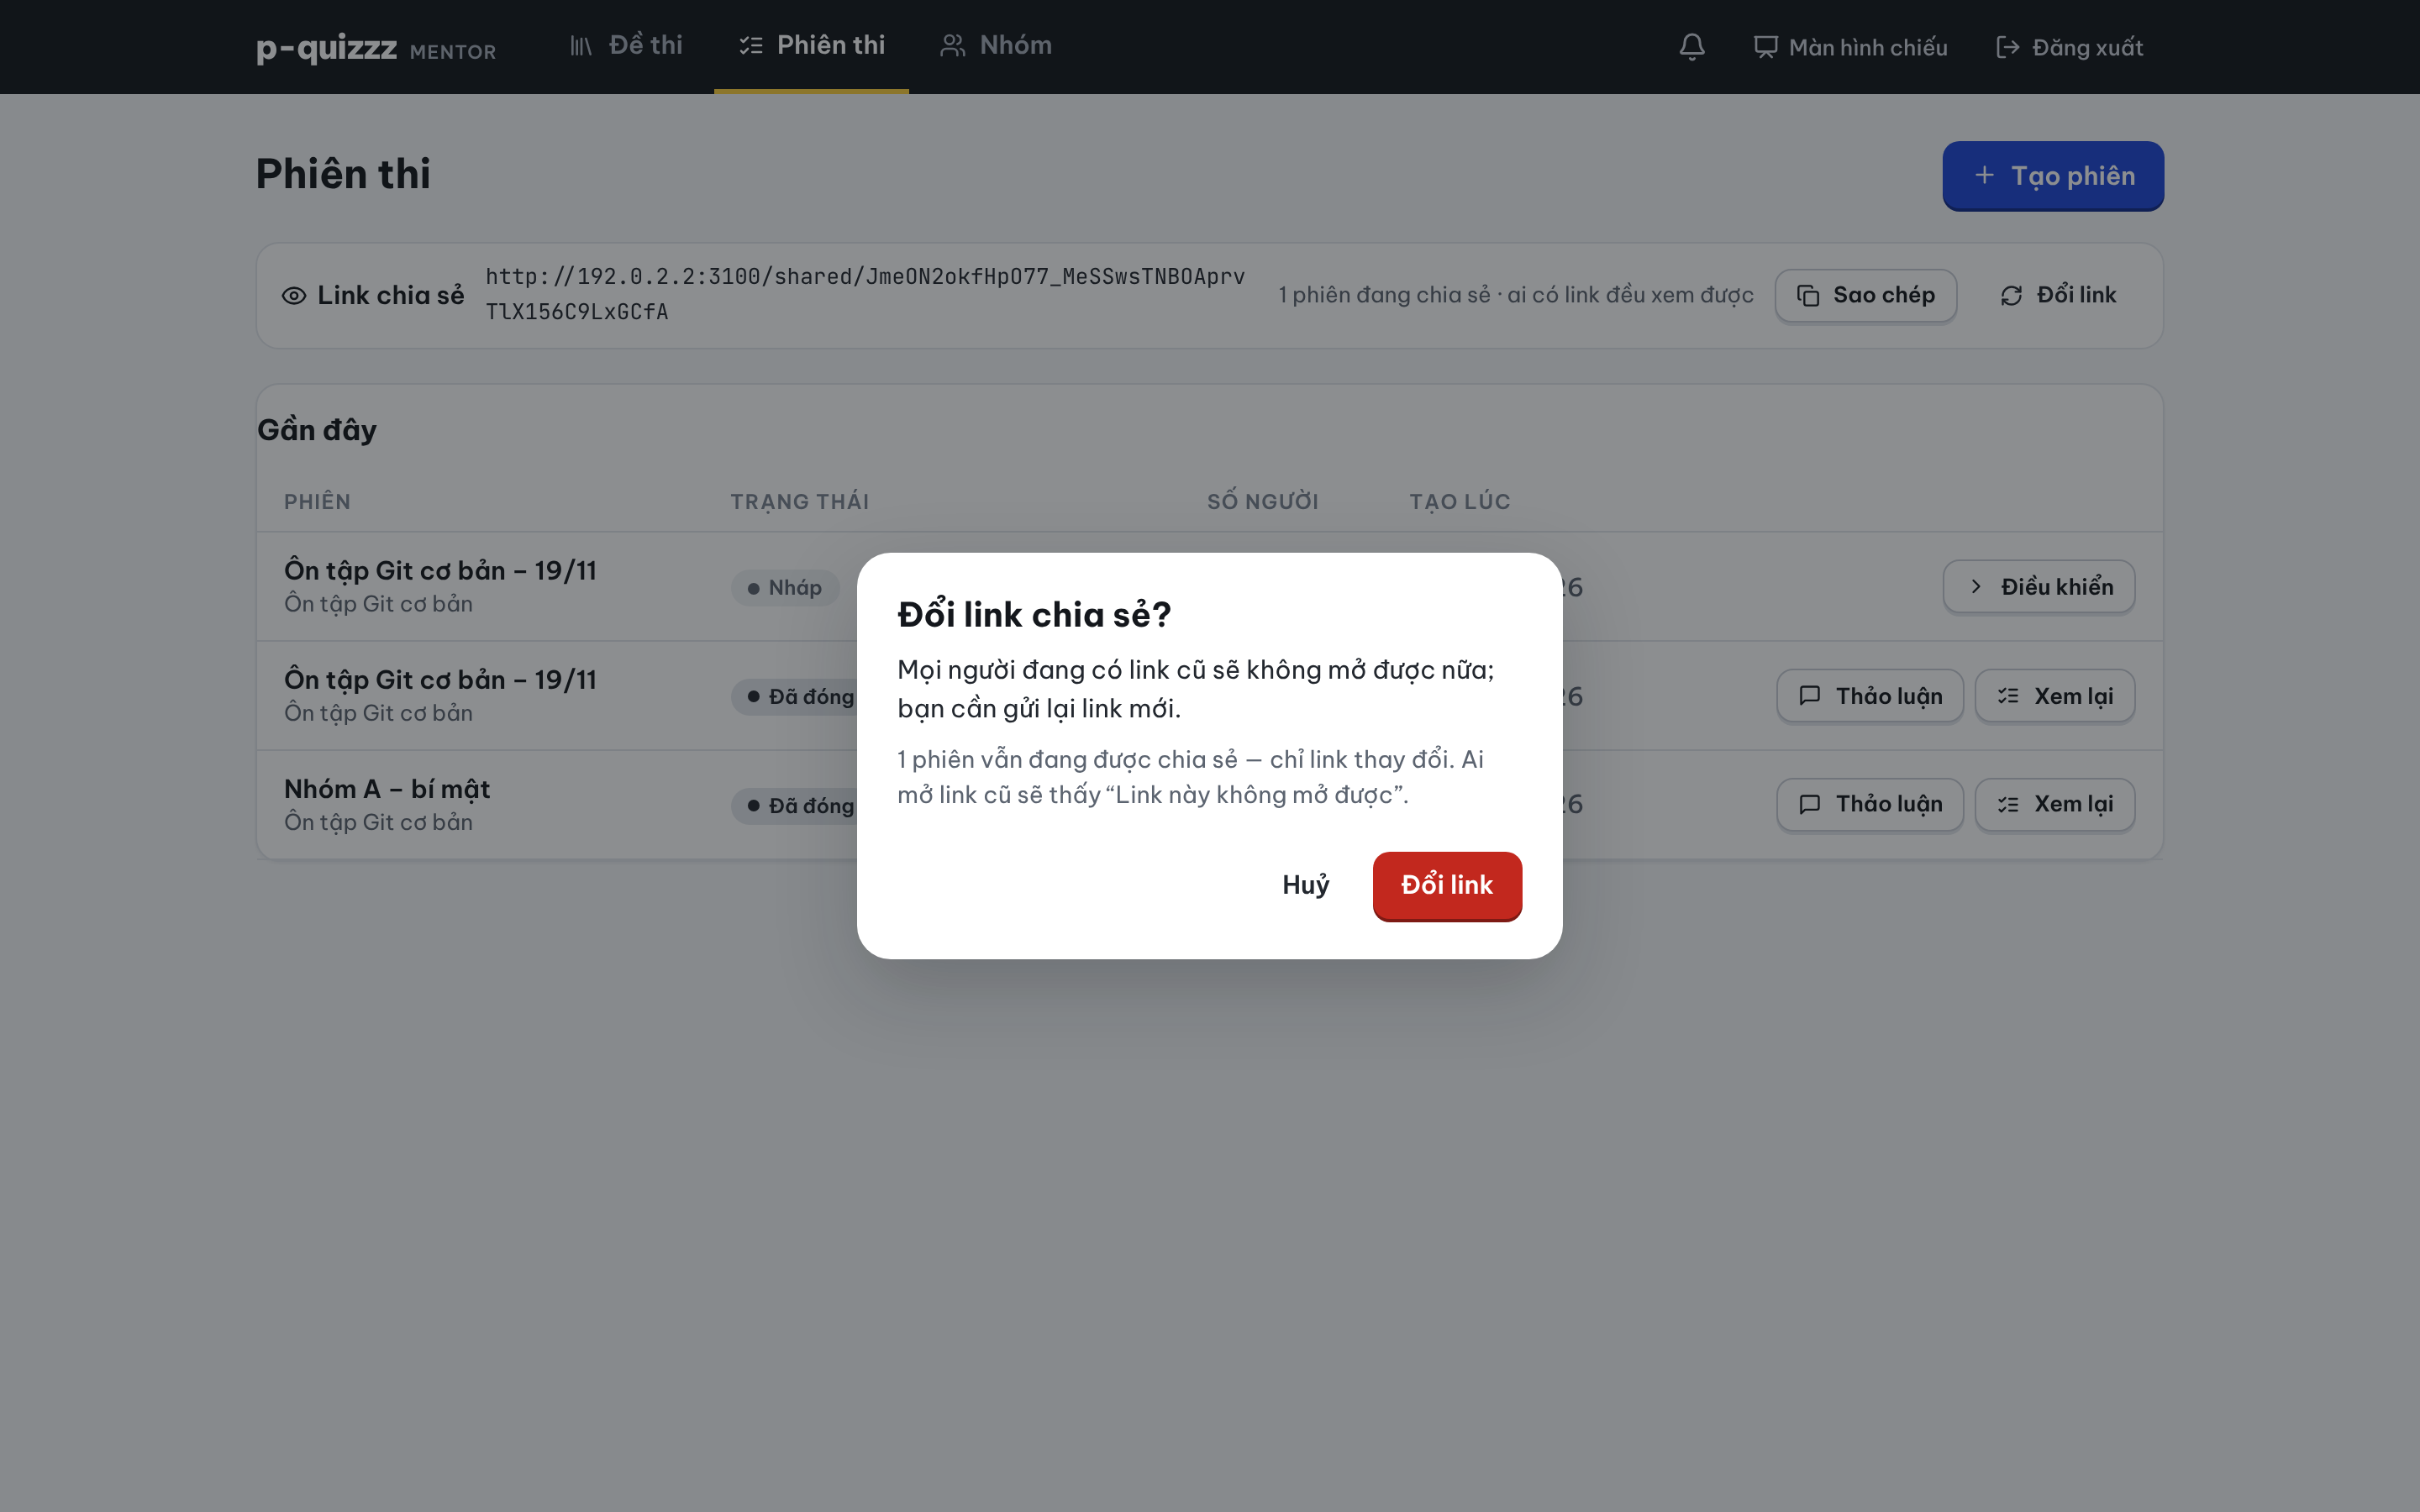 p-quizzz MENTOR
Đề thi
Phiên thi
Nhóm
Màn hình chiếu
Đăng xuất
Phiên thi
Tạo phiên
Link chia sẻ
http://192.0.2.2:3100/shared/JmeON2okfHpO77_MeSSwsTNBOAprv
TlX156C9LxGCfA
1 phiên đang chia sẻ · ai có link đều xem được
Sao chép
Đổi link
Gần đây
PHIÊN
TRẠNG THÁI
SỐ NGƯỜI
TẠO LÚC
Ôn tập Git cơ bản – 19/11
Ôn tập Git cơ bản
Nháp
Điều khiển
Ôn tập Git cơ bản – 19/11
Ôn tập Git cơ bản
Đã đóng
Thảo luận
Xem lại
Nhóm A – bí mật
Ôn tập Git cơ bản
Đã đóng
Thảo luận
Xem lại
Đổi link chia sẻ?
Mọi người đang có link cũ sẽ không mở được nữa;
bạn cần gửi lại link mới.
1 phiên vẫn đang được chia sẻ — chỉ link thay đổi. Ai
mở link cũ sẽ thấy “Link này không mở được”.
Huỷ
Đổi link